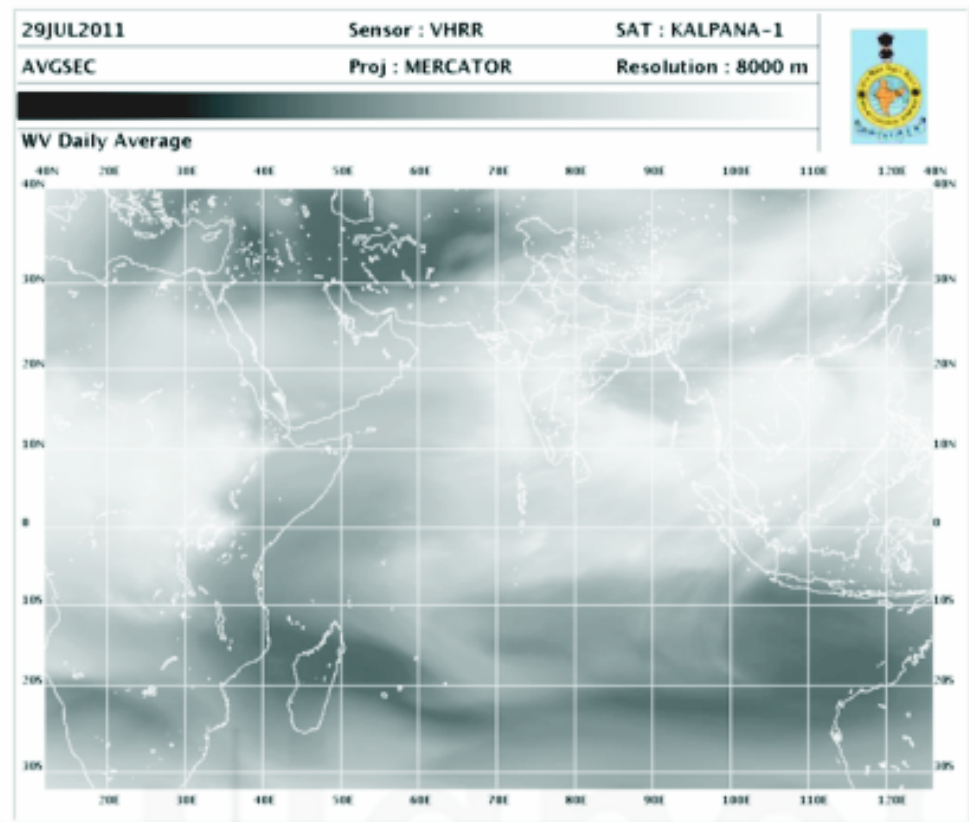 29JUL2011 Sensor : VHRR SAT : KALPANA-1
AVGSEC Proj : MERCATOR Resolution : 8000 m
WV Daily Average
40N 20E 30E 40E 50E 60E 70E 80E 90E 100E 110E 120E 40N
40N 40N
30N 30N
20N 20N
10N 10N
0 0
10S 10S
20S 20S
30S 30S
20E 30E 40E 50E 60E 70E 80E 90E 100E 110E 120E